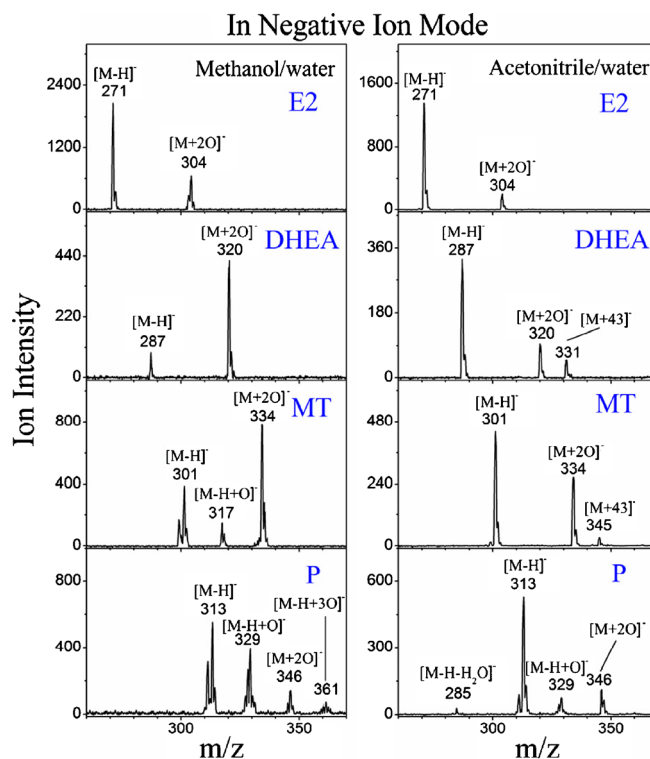 In Negative Ion Mode
Ion Intensity
Methanol/water
E2
[M-H]⁻
271
[M+2O]⁻
304
2400
1200
0
DHEA
[M-H]⁻
287
[M+2O]⁻
320
440
220
0
MT
[M-H]⁻
301
[M-H+O]⁻
317
[M+2O]⁻
334
800
400
0
P
[M-H]⁻
313
[M-H+O]⁻
329
[M+2O]⁻
346
[M-H+3O]⁻
361
800
400
0
300
350
m/z
Acetonitrile/water
E2
[M-H]⁻
271
[M+2O]⁻
304
1600
800
0
DHEA
[M-H]⁻
287
[M+2O]⁻
320
[M+43]⁻
331
360
180
0
MT
[M-H]⁻
301
[M+2O]⁻
334
[M+43]⁻
345
480
240
0
P
[M-H-H₂O]⁻
285
[M-H]⁻
313
[M-H+O]⁻
329
[M+2O]⁻
346
600
300
0
300
350
m/z